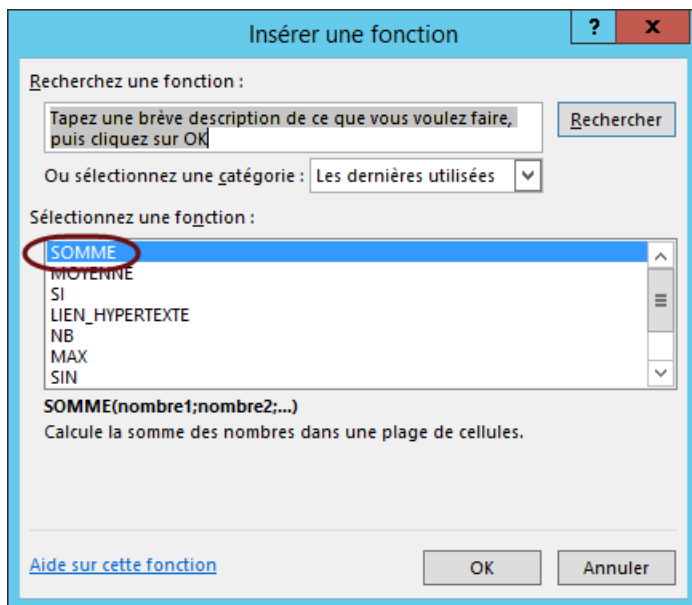 Insérer une fonction
?
x
Recherchez une fonction :
Tapez une brève description de ce que vous voulez faire,
puis cliquez sur OK
Rechercher
Ou sélectionnez une catégorie : Les dernières utilisées
Sélectionnez une fonction :
SOMME
MOYENNE
SI
LIEN_HYPERTEXTE
NB
MAX
SIN
SOMME(nombre1;nombre2;...)
Calcule la somme des nombres dans une plage de cellules.
Aide sur cette fonction
OK
Annuler